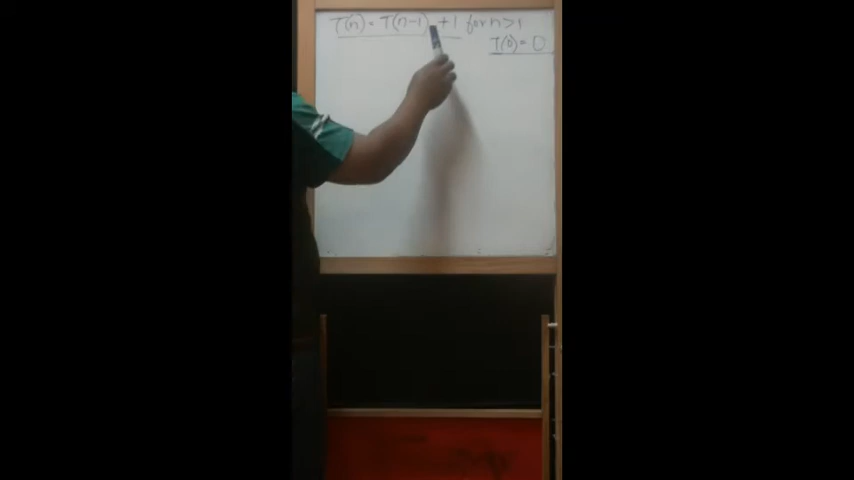 T(n) = T(n-1) +1 for n>1
T(0) = 0